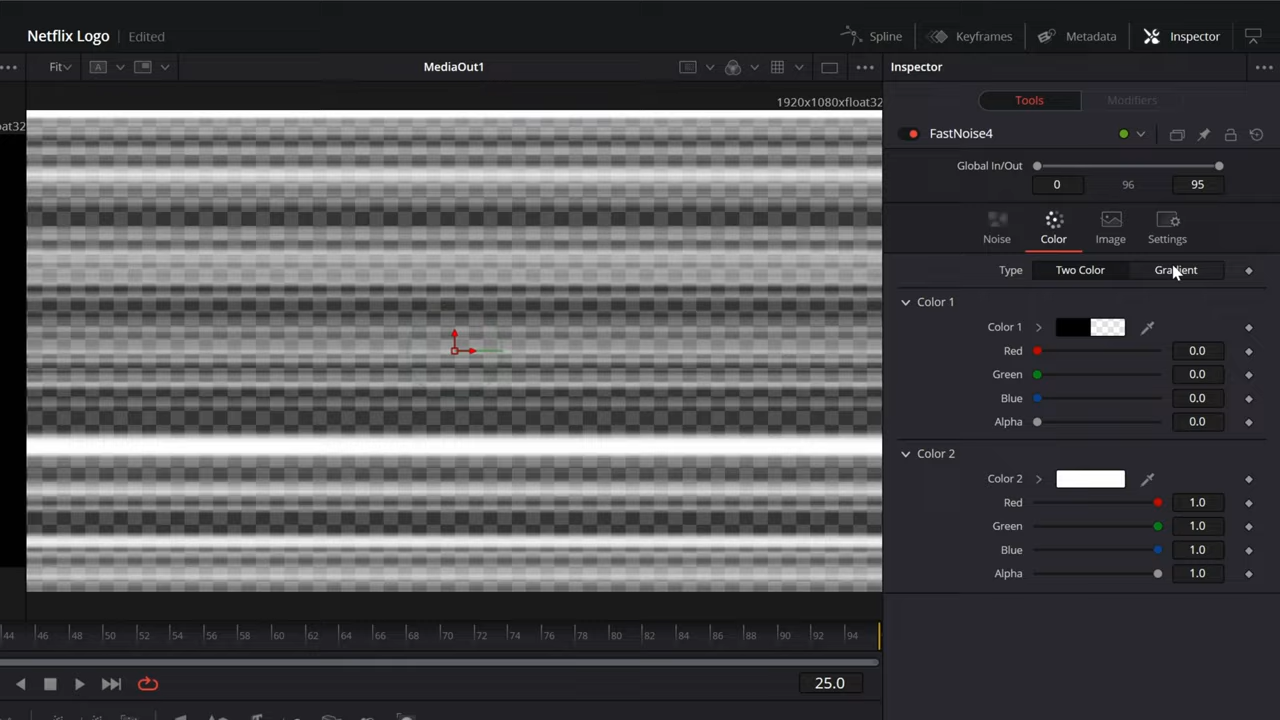 Netflix Logo Edited
Spline Keyframes Metadata Inspector
Fit A MediaOut1 Inspector
1920x1080xfloat32
Tools Modifiers
at32
FastNoise4
Global In/Out
0 96 95
Noise Color Image Settings
Type Two Color Gradient
Color 1
Color 1
Red 0.0
Green 0.0
Blue 0.0
Alpha 0.0
Color 2
Color 2
Red 1.0
Green 1.0
Blue 1.0
Alpha 1.0
44 46 48 50 52 54 56 58 60 62 64 66 68 70 72 74 76 78 80 82 84 86 88 90 92 94
25.0